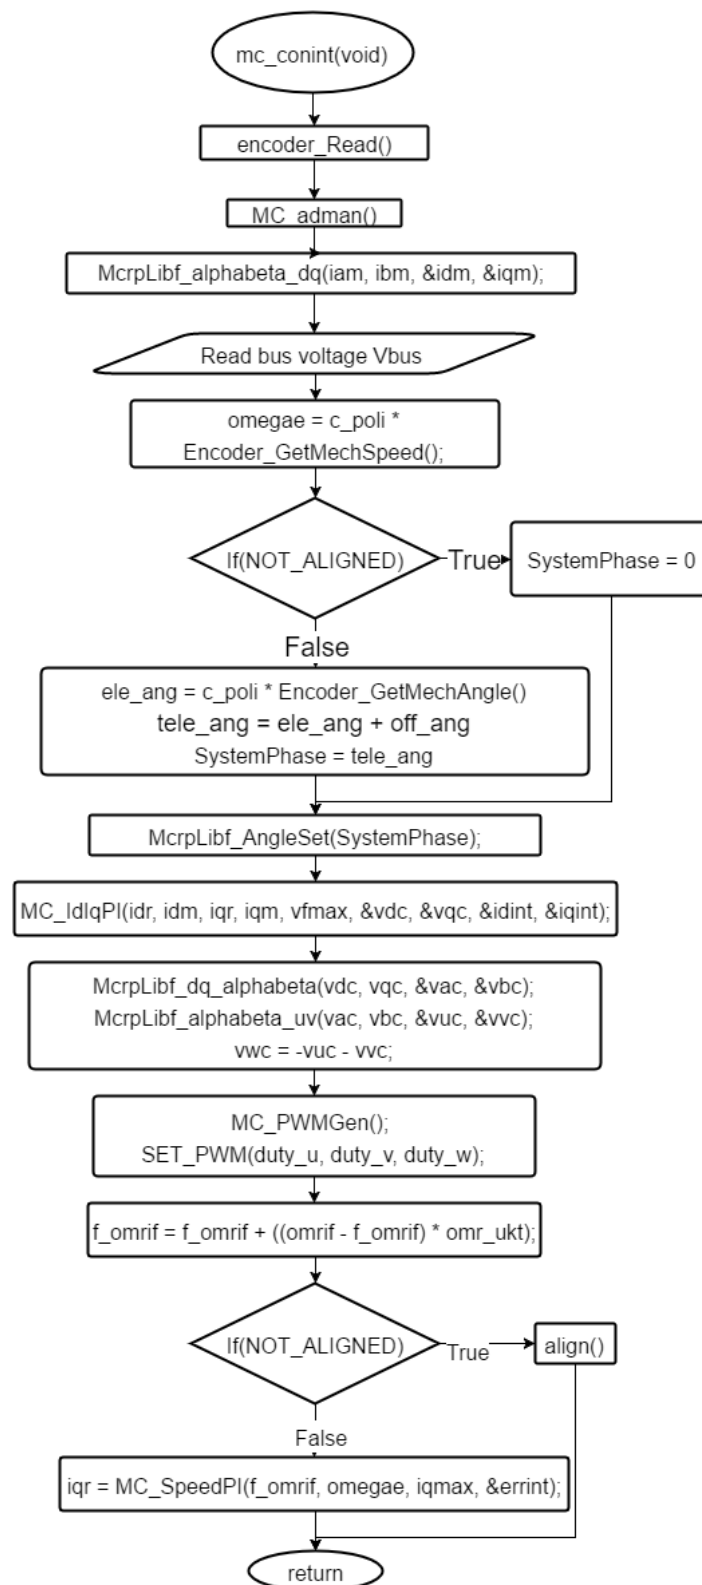 mc_conint(void)
encoder_Read()
MC_adman()
McrpLibf_alphabeta_dq(iam, ibm, &idm, &iqm);
Read bus voltage Vbus
omegae = c_poli *
Encoder_GetMechSpeed();
If(NOT_ALIGNED)
True
SystemPhase = 0
False
ele_ang = c_poli * Encoder_GetMechAngle()
tele_ang = ele_ang + off_ang
SystemPhase = tele_ang
McrpLibf_AngleSet(SystemPhase);
MC_IdIqPI(idr, idm, iqr, iqm, vfmax, &vdc, &vqc, &idint, &iqint);
McrpLibf_dq_alphabeta(vdc, vqc, &vac, &vbc);
McrpLibf_alphabeta_uv(vac, vbc, &vuc, &vvc);
vwc = -vuc - vvc;
MC_PWMGen();
SET_PWM(duty_u, duty_v, duty_w);
f_omrif = f_omrif + ((omrif - f_omrif) * omr_ukt);
If(NOT_ALIGNED)
True
align()
False
iqr = MC_SpeedPI(f_omrif, omegae, iqmax, &errint);
return